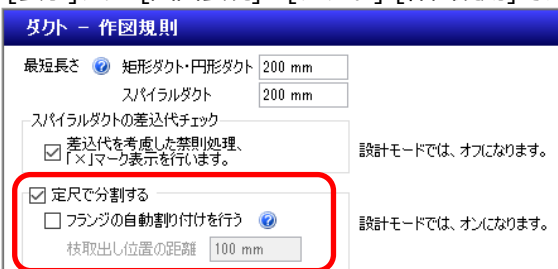 ダクト － 作図規則
最短長さ 矩形ダクト・円形ダクト 200 mm
スパイラルダクト 200 mm
スパイラルダクトの差込代チェック
差込代を考慮した禁則処理、
「×」マーク表示を行います。
設計モードでは、オフになります。
定尺で分割する
フランジの自動割り付けを行う
設計モードでは、オンになります。
枝取出し位置の距離 100 mm